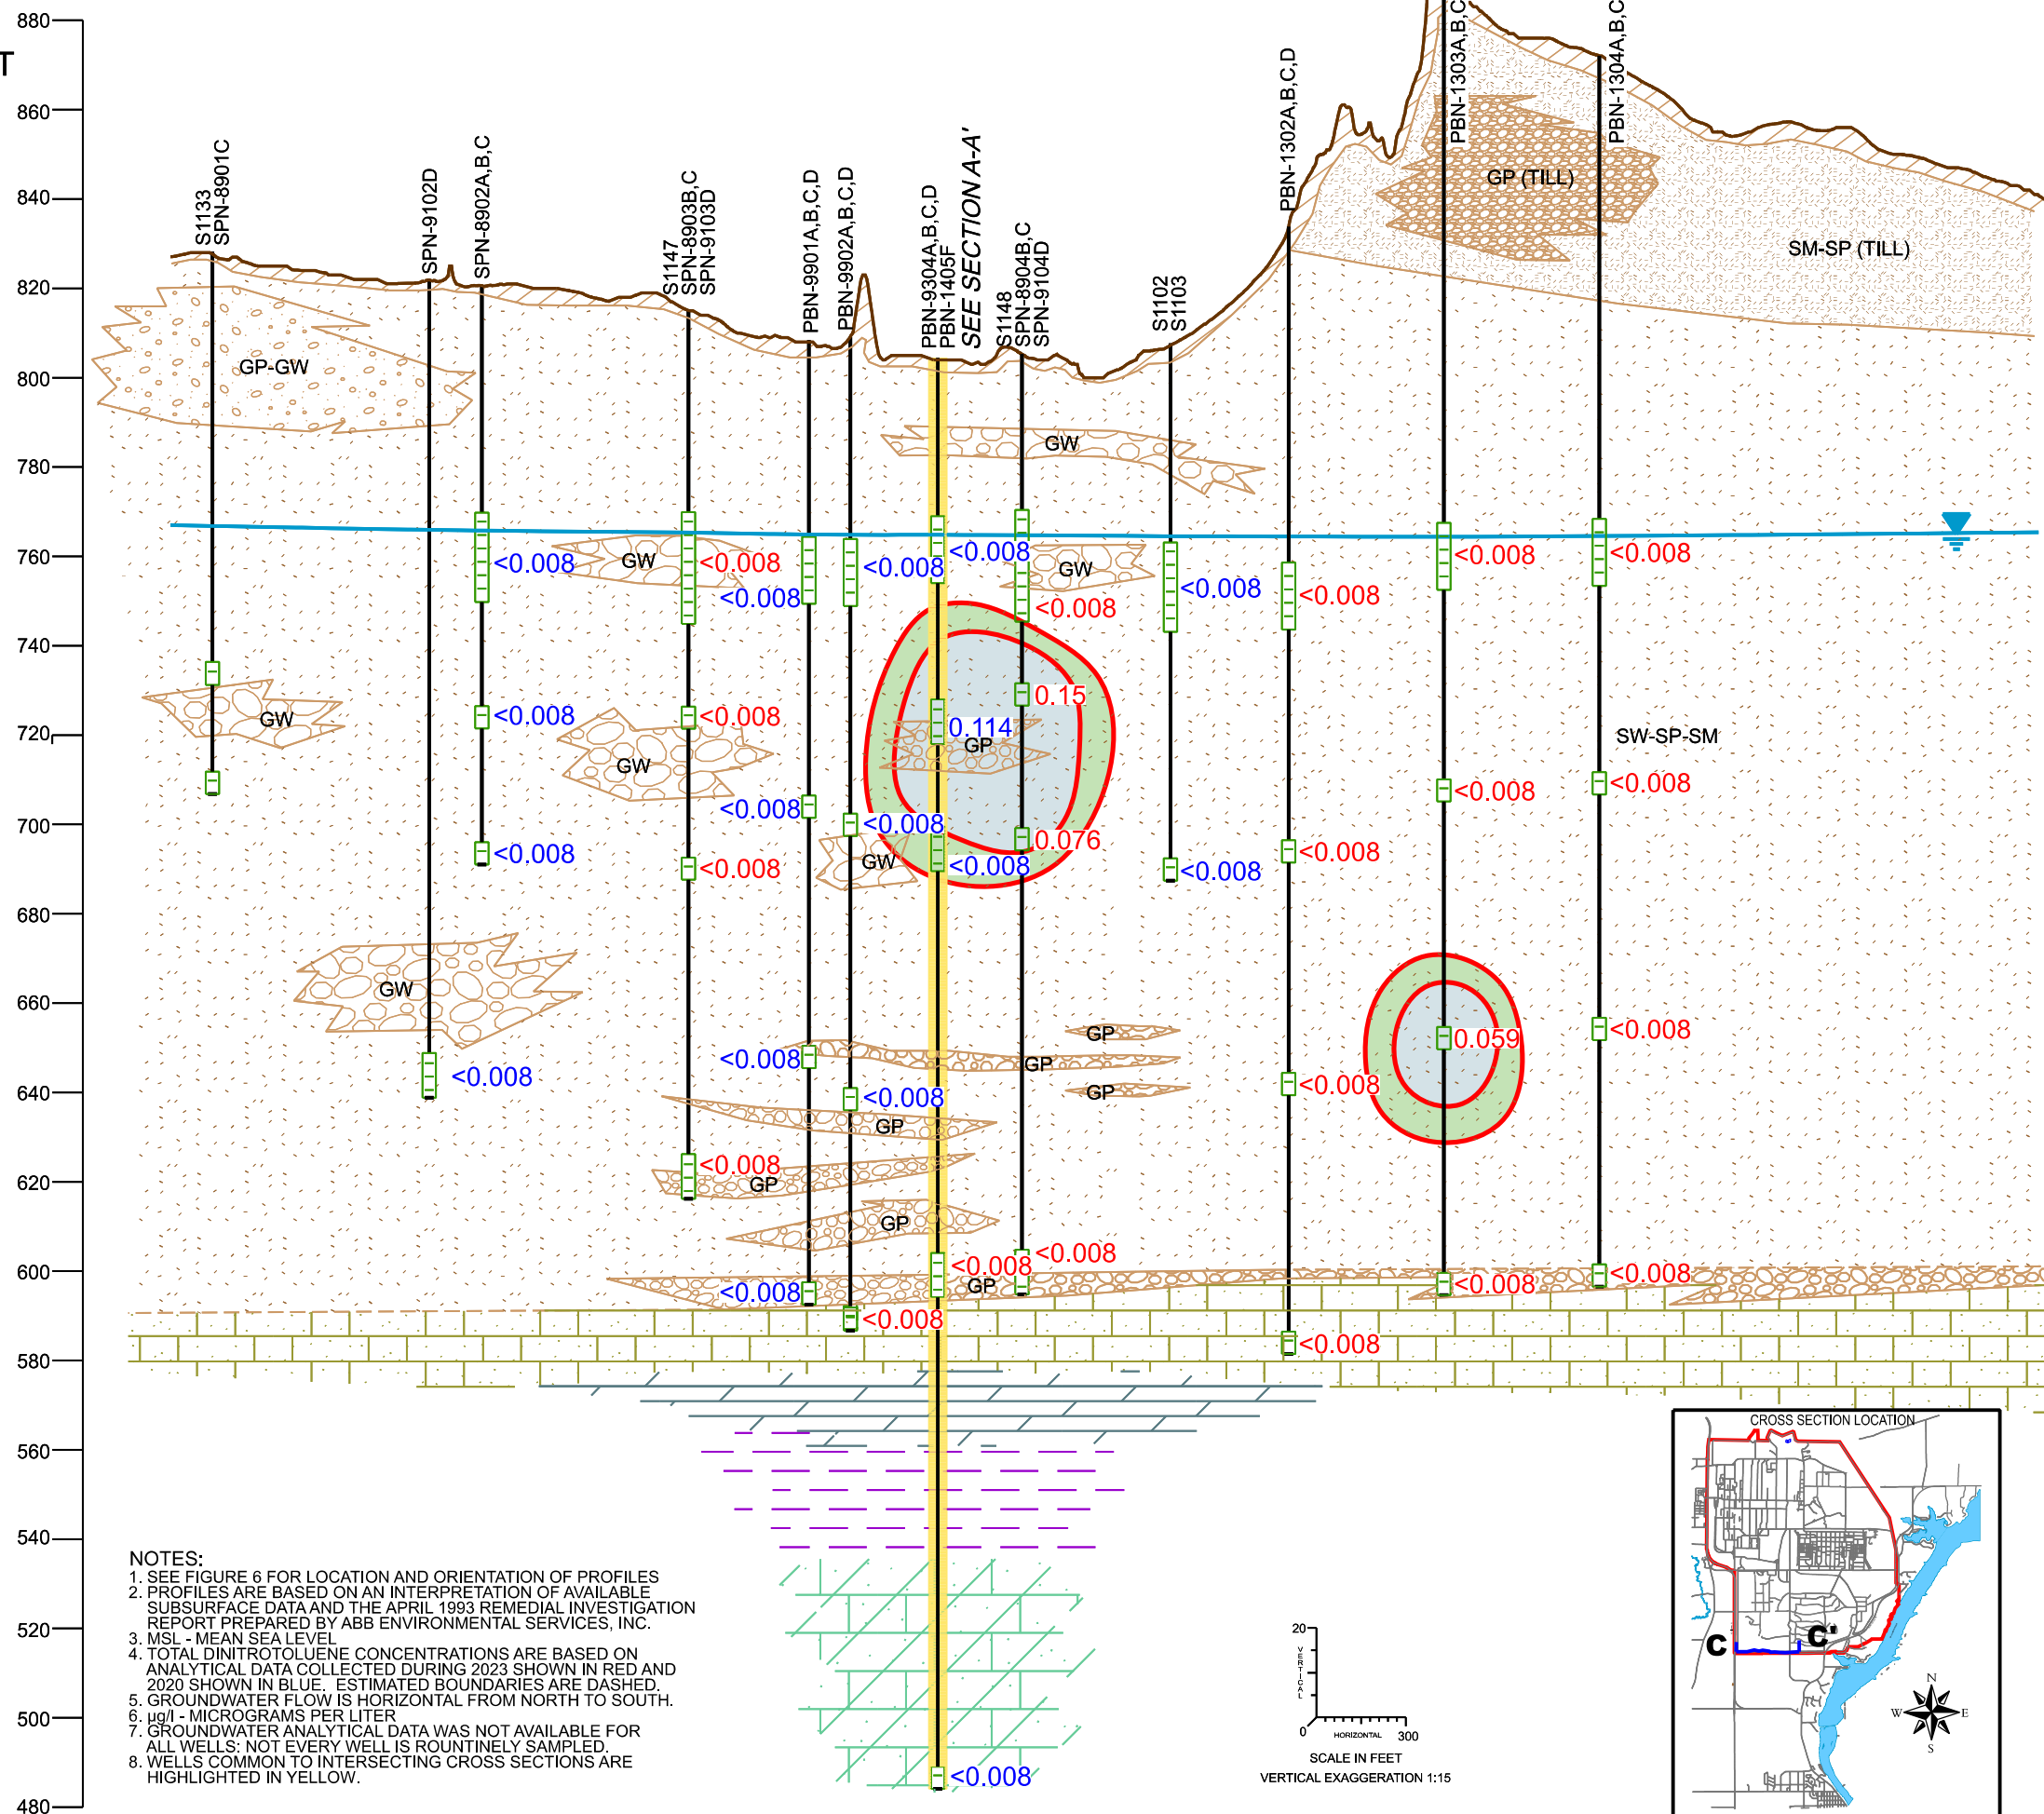 T
880
860
840
820
800
780
760
740
720
700
680
660
640
620
600
580
560
540
520
500
480
S1133
SPN-8901C
SPN-9102D
SPN-8902A,B,C
S1147
SPN-8903B,C
SPN-9103D
PBN-9901A,B,C,D
PBN-9902A,B,C,D
PBN-9304A,B,C,D
PBN-1405F
SEE SECTION A-A'
S1148
SPN-8904B,C
SPN-9104D
S1102
S1103
PBN-1302A,B,C,D
PBN-1303A,B,C
PBN-1304A,B,C
GP (TILL)
SM-SP (TILL)
GP-GW
GW
<0.008
GW
<0.008
<0.008
<0.008
<0.008
<0.008
GW
<0.008
<0.008
<0.008
<0.008
<0.008
0.15
GW
<0.008
<0.008
0.114
GP
SW-SP-SM
GW
<0.008
<0.008
<0.008
<0.008
0.076
<0.008
<0.008
<0.008
GW
<0.008
<0.008
GW
GP
0.059
<0.008
<0.008
GP
<0.008
<0.008
GP
<0.008
GP
<0.008
GP
GP
<0.008
<0.008
<0.008
GP
<0.008
<0.008
<0.008
<0.008
<0.008
NOTES:
1. SEE FIGURE 6 FOR LOCATION AND ORIENTATION OF PROFILES
2. PROFILES ARE BASED ON AN INTERPRETATION OF AVAILABLE
SUBSURFACE DATA AND THE APRIL 1993 REMEDIAL INVESTIGATION
REPORT PREPARED BY ABB ENVIRONMENTAL SERVICES, INC.
3. MSL - MEAN SEA LEVEL
4. TOTAL DINITROTOLUENE CONCENTRATIONS ARE BASED ON
ANALYTICAL DATA COLLECTED DURING 2023 SHOWN IN RED AND
2020 SHOWN IN BLUE. ESTIMATED BOUNDARIES ARE DASHED.
5. GROUNDWATER FLOW IS HORIZONTAL FROM NORTH TO SOUTH.
6. µg/l - MICROGRAMS PER LITER
7. GROUNDWATER ANALYTICAL DATA WAS NOT AVAILABLE FOR
ALL WELLS: NOT EVERY WELL IS ROUNTINELY SAMPLED.
8. WELLS COMMON TO INTERSECTING CROSS SECTIONS ARE
HIGHLIGHTED IN YELLOW.
<0.008
20
VERTICAL
0
HORIZONTAL
300
SCALE IN FEET
VERTICAL EXAGGERATION 1:15
CROSS SECTION LOCATION
C
C'
N
W
E
S